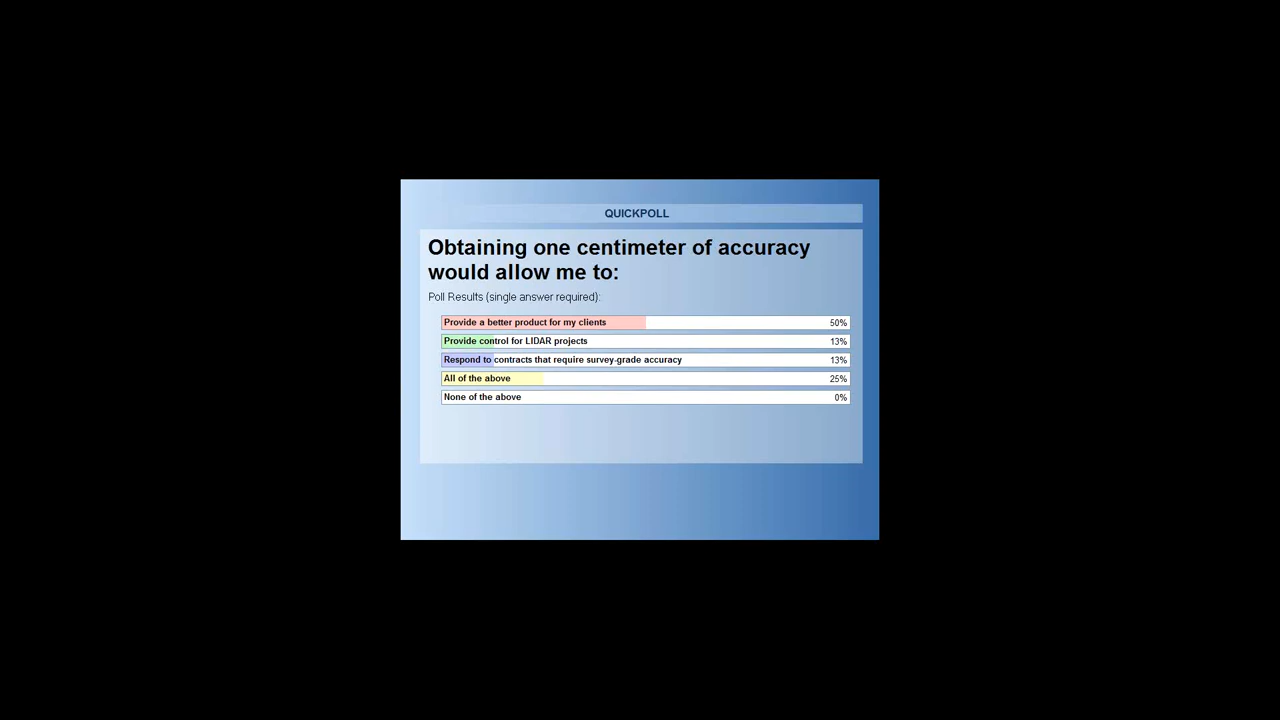 QUICKPOLL
Obtaining one centimeter of accuracy
would allow me to:
Poll Results (single answer required):
Provide a better product for my clients 50%
Provide control for LIDAR projects 13%
Respond to contracts that require survey-grade accuracy 13%
All of the above 25%
None of the above 0%